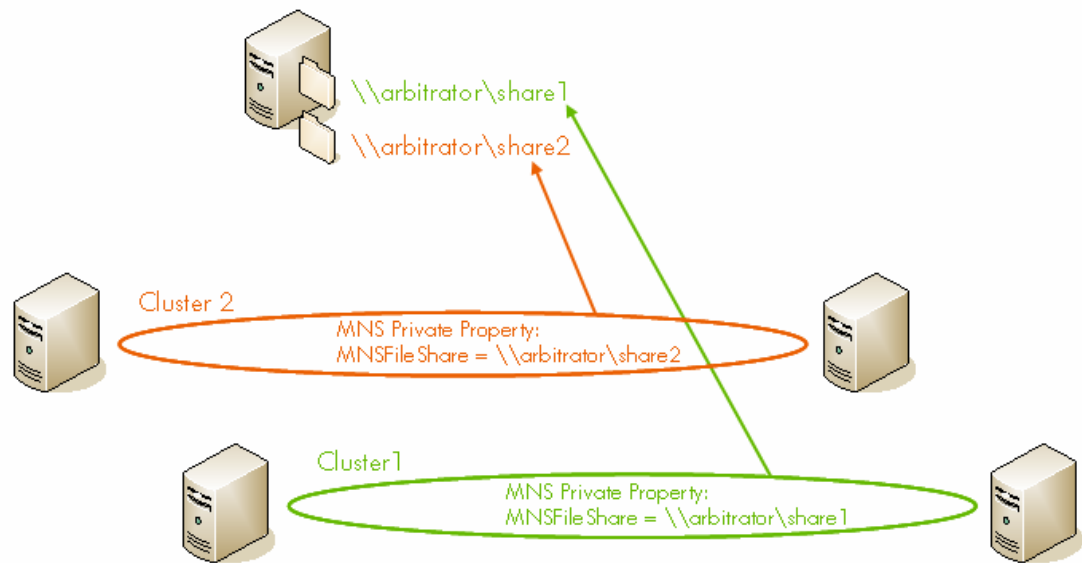 \\arbitrator\share1
\\arbitrator\share2
Cluster 2
MNS Private Property:
MNSFileShare = \\arbitrator\share2
Cluster1
MNS Private Property:
MNSFileShare = \\arbitrator\share1